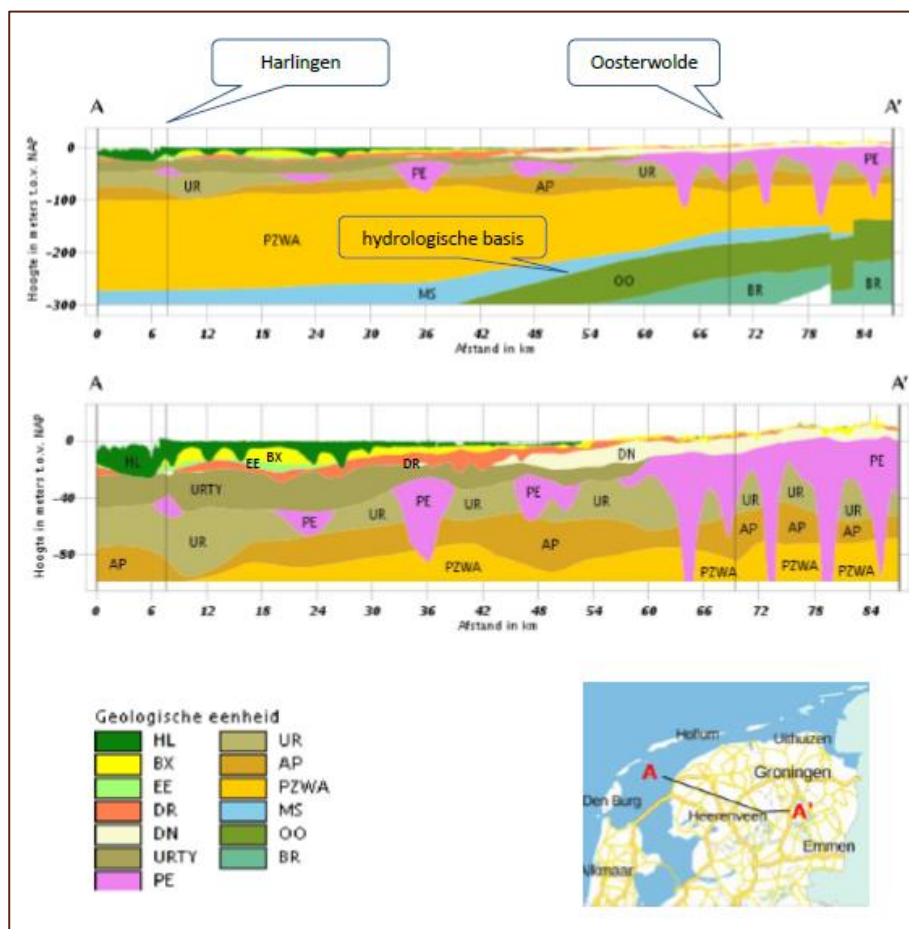 Harlingen
Oosterwolde
A
A'
Hoogte in meters t.o.v. NAP
0
-100
-200
-300
UR
PE
AP
UR
PE
PZWA
hydrologische basis
MS
OO
BR
BR
0 6 12 18 24 30 36 42 48 54 60 66 72 78 84
Afstand in km
A
A'
Hoogte in meters t.o.v. NAP
0
-40
HL
EE
BX
DR
DN
PE
URTY
PE
PE
PE
UR
UR
UR
UR
UR
UR
UR
AP
AP
AP
AP
AP
PZWA
PZWA
PZWA
PZWA
0 6 12 18 24 30 36 42 48 54 60 66 72 78 84
Afstand in km
Geologische eenheid
HL
BX
EE
DR
DN
URTY
PE
UR
AP
PZWA
MS
OO
BR
Hollum
Uithuizen
A
Groningen
Den Burg
Heerenveen
A'
Emmen
Alkmaar